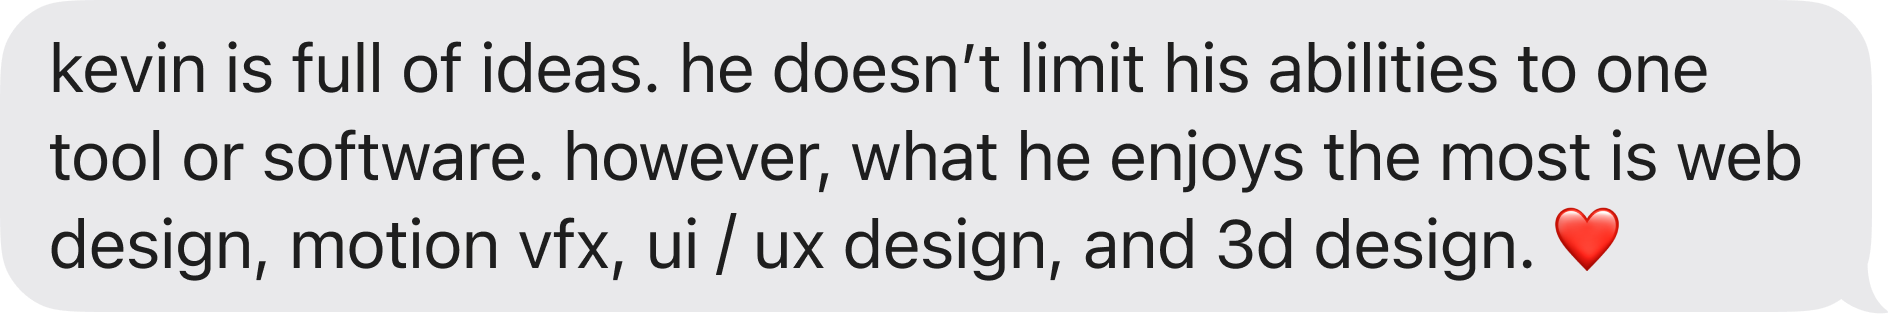 kevin is full of ideas. he doesn’t limit his abilities to one
tool or software. however, what he enjoys the most is web
design, motion vfx, ui / ux design, and 3d design. ❤️